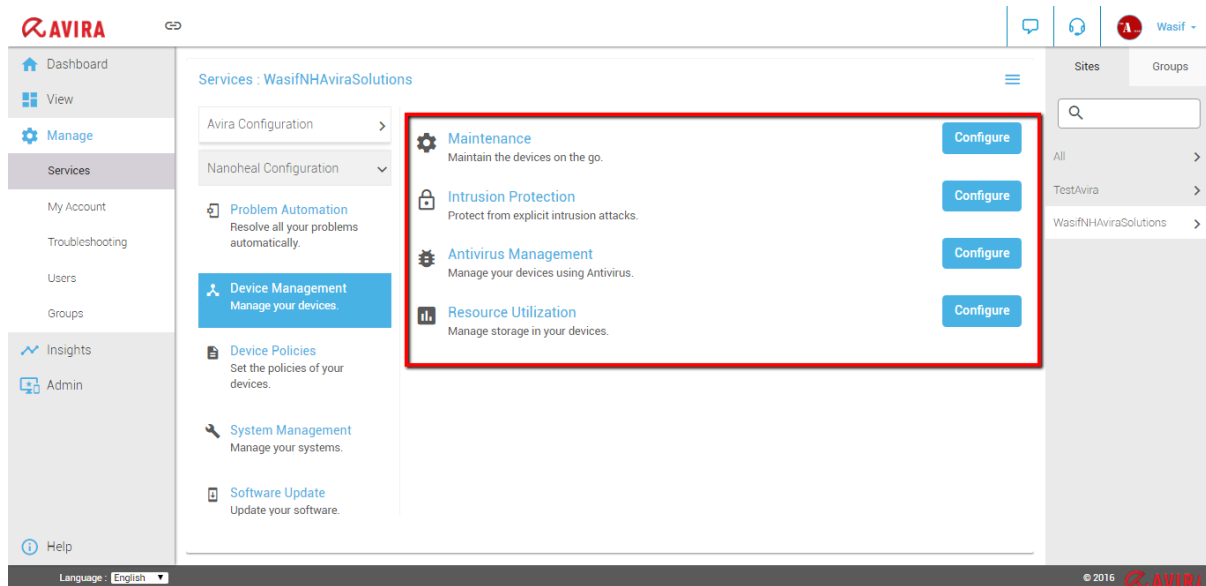 AVIRA
Wasif
Dashboard
View
Manage
Services
My Account
Troubleshooting
Users
Groups
Insights
Admin
Help
Services : WasifNHAviraSolutions
Avira Configuration
Nanoheal Configuration
Problem Automation
Resolve all your problems
automatically.
Device Management
Manage your devices.
Device Policies
Set the policies of your
devices.
System Management
Manage your systems.
Software Update
Update your software.
Maintenance
Maintain the devices on the go.
Configure
Intrusion Protection
Protect from explicit intrusion attacks.
Configure
Antivirus Management
Manage your devices using Antivirus.
Configure
Resource Utilization
Manage storage in your devices.
Configure
Sites Groups
All
TestAvira
WasifNHAviraSolutions
Language : English
© 2016 AVIRA